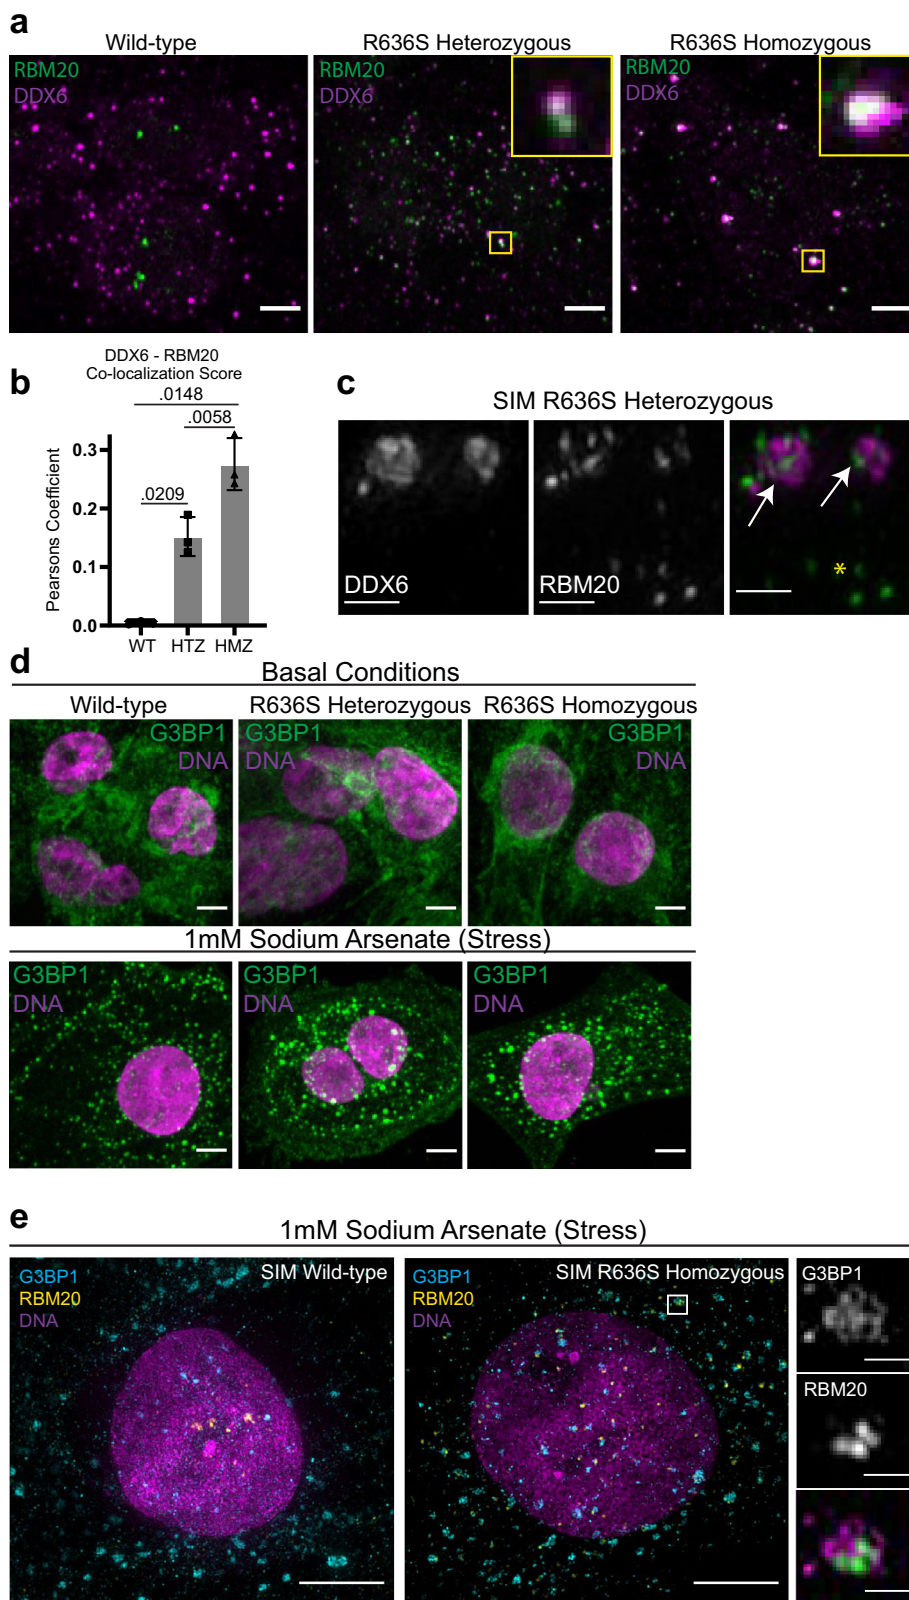 a
Wild-type
R636S Heterozygous
R636S Homozygous
RBM20
DDX6
RBM20
DDX6
RBM20
DDX6
b
DDX6 - RBM20
Co-localization Score
.0148
.0058
.0209
Pearsons Coefficient
0.3
0.2
0.1
0.0
WT
HTZ
HMZ
c
SIM R636S Heterozygous
DDX6
RBM20
*
d
Basal Conditions
Wild-type
R636S Heterozygous
R636S Homozygous
G3BP1
DNA
G3BP1
DNA
G3BP1
DNA
1mM Sodium Arsenate (Stress)
G3BP1
DNA
G3BP1
DNA
G3BP1
DNA
e
1mM Sodium Arsenate (Stress)
G3BP1
RBM20
DNA
SIM Wild-type
G3BP1
RBM20
DNA
SIM R636S Homozygous
G3BP1
RBM20